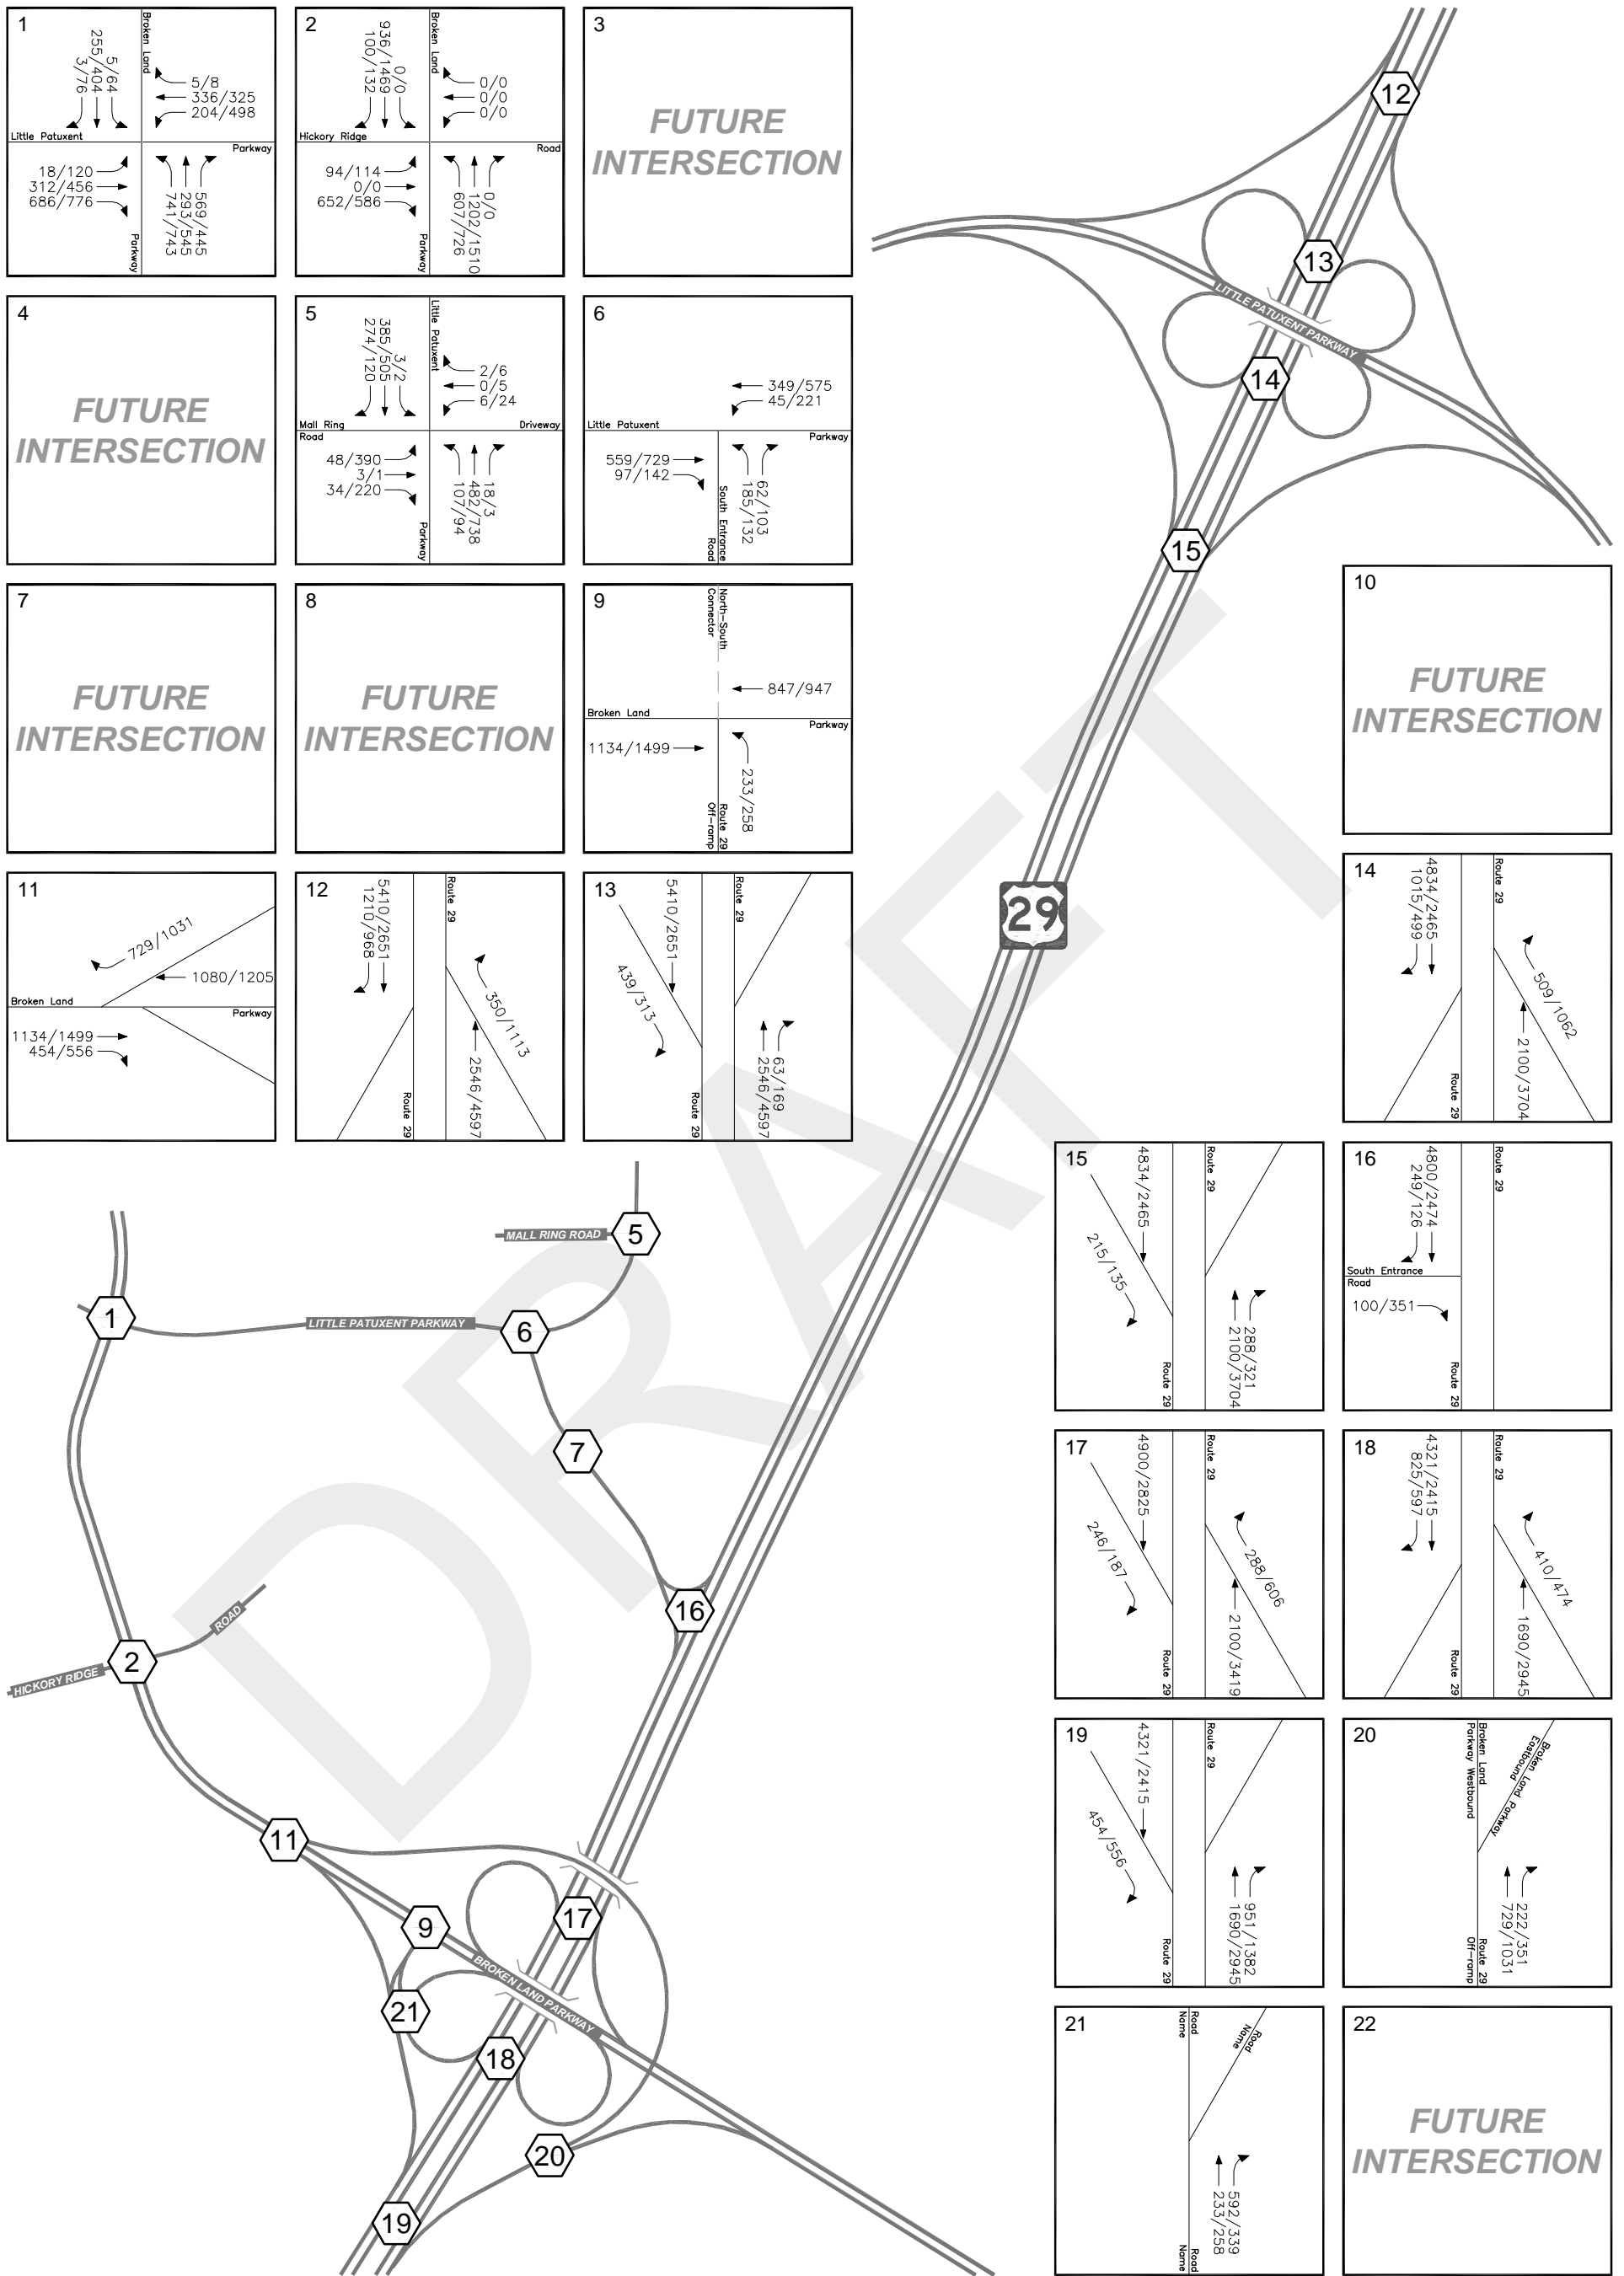 1
Broken Land
5/64
255/404
3/76
5/8
336/325
204/498
Little Patuxent
Parkway
18/120
312/456
686/776
569/445
293/545
741/743
Parkway
2
Broken Land
0/0
936/1469
100/132
0/0
0/0
0/0
Hickory Ridge
Road
94/114
0/0
652/586
0/0
1202/1510
607/726
Parkway
3
FUTURE
INTERSECTION
4
FUTURE
INTERSECTION
5
Little Patuxent
3/2
385/505
274/120
2/6
0/5
6/24
Mall Ring
Road
Driveway
48/390
3/1
34/220
18/3
482/738
107/94
Parkway
6
349/575
45/221
Little Patuxent
Parkway
559/729
97/142
62/103
185/132
South Entrance
Road
7
FUTURE
INTERSECTION
8
FUTURE
INTERSECTION
9
North-South
Connector
847/947
Broken Land
Parkway
1134/1499
233/258
Route 29
Off-ramp
10
FUTURE
INTERSECTION
11
729/1031
1080/1205
Broken Land
Parkway
1134/1499
454/556
12
5410/2651
1210/968
Route 29
350/1113
2546/4597
Route 29
13
5410/2651
439/313
Route 29
63/169
2546/4597
Route 29
14
4834/2465
1015/499
Route 29
509/1062
2100/3704
Route 29
15
4834/2465
215/135
Route 29
288/321
2100/3704
Route 29
16
4800/2474
249/126
Route 29
South Entrance
Road
100/351
Route 29
17
4900/2825
246/187
Route 29
288/606
2100/3419
Route 29
18
4321/2415
825/597
Route 29
410/474
1690/2945
Route 29
19
4321/2415
454/556
Route 29
951/1382
1690/2945
Route 29
20
Broken Land
Parkway Westbound
Broken Land Parkway
Eastbound
222/351
729/1031
Route 29
Off-ramp
21
Road
Name
Road
Name
592/339
233/258
Road
Name
22
FUTURE
INTERSECTION
12
13
LITTLE PATUXENT PARKWAY
14
15
29
MALL RING ROAD
5
1
LITTLE PATUXENT PARKWAY
6
7
16
ROAD
2
HICKORY RIDGE
11
9
17
BROKEN LAND PARKWAY
21
18
20
19
DRAFT